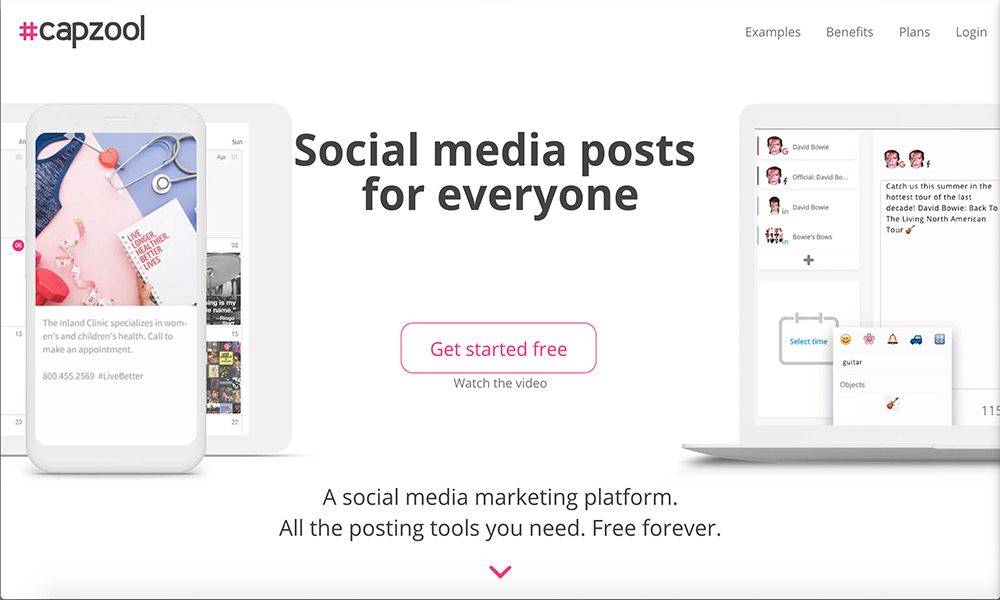 #capzool
Examples Benefits Plans Login
Social media posts
for everyone
Get started free
Watch the video
A social media marketing platform.
All the posting tools you need. Free forever.
Fri
Sun
30
Apr 01
06
08
13
15
20
22
LIVE
LONGER,
HEALTHIER,
BETTER
LIVES
The Inland Clinic specializes in wom-
en's and children's health. Call to
make an appointment.
800.455.2569 #LiveBetter
is my
name."
David Bowie
Official: David Bo...
David Bowie
Bowie's Bows
+
Select time
Catch us this summer in the
hottest tour of the last
decade! David Bowie: Back To
The Living North American
Tour 🎸
guitar
Objects
115